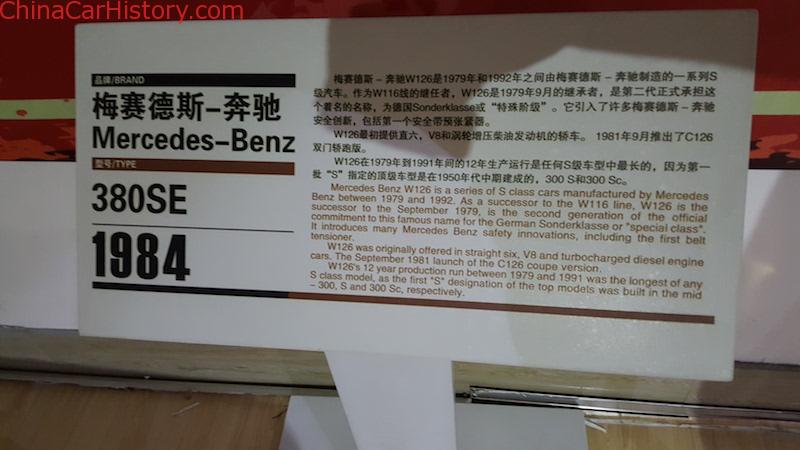 ChinaCarHistory.com
品牌/BRAND
梅赛德斯-奔驰
Mercedes-Benz
型号/TYPE
380SE
1984
梅赛德斯 - 奔驰W126是1979年和1992年之间由梅赛德斯 - 奔驰制造的一系列S
级汽车。作为W116线的继任者，W126是1979年9月的继承者，是第二代正式承担这
个着名的名称，为德国Sonderklasse或“特殊阶级”。它引入了许多梅赛德斯 - 奔驰
安全创新，包括第一个安全带预张紧器。
W126最初提供直六，V8和涡轮增压柴油发动机的轿车。 1981年9月推出了C126
双门轿跑版。
W126在1979年到1991年间的12年生产运行是任何S级车型中最长的，因为第一
批“S”指定的顶级车型是在1950年代中期建成的，300 S和300 Sc。
Mercedes Benz W126 is a series of S class cars manufactured by Mercedes
Benz between 1979 and 1992. As a successor to the W116 line, W126 is the
successor to the September 1979, is the second generation of the official
commitment to this famous name for the German Sonderklasse or "special class".
It introduces many Mercedes Benz safety innovations, including the first belt
tensioner.
W126 was originally offered in straight six, V8 and turbocharged diesel engine
cars. The September 1981 launch of the C126 coupe version.
W126's 12 year production run between 1979 and 1991 was the longest of any
S class model, as the first "S" designation of the top models was built in the mid
- 300, S and 300 Sc, respectively.